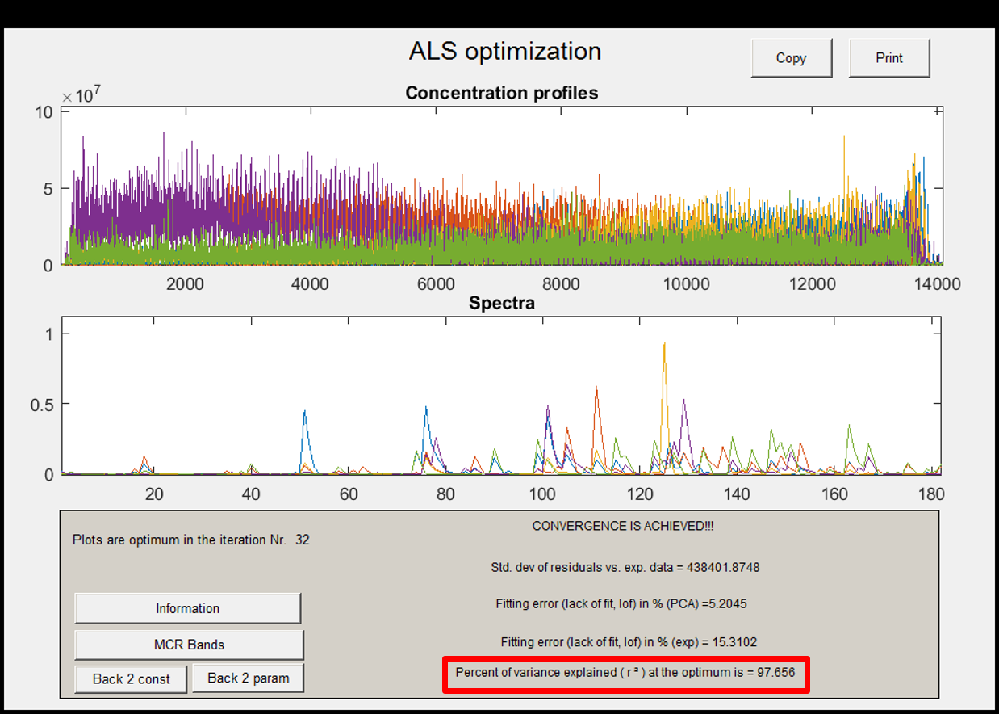 ALS optimization
Copy
Print
Concentration profiles
×10⁷
10
5
0
2000 4000 6000 8000 10000 12000 14000
Spectra
1
0.5
0
20 40 60 80 100 120 140 160 180
Plots are optimum in the iteration Nr. 32
CONVERGENCE IS ACHIEVED!!!
Std. dev of residuals vs. exp. data = 438401.8748
Fitting error (lack of fit, lof) in % (PCA) =5.2045
Fitting error (lack of fit, lof) in % (exp) = 15.3102
Percent of variance explained ( r ² ) at the optimum is = 97.656
Information
MCR Bands
Back 2 const
Back 2 param